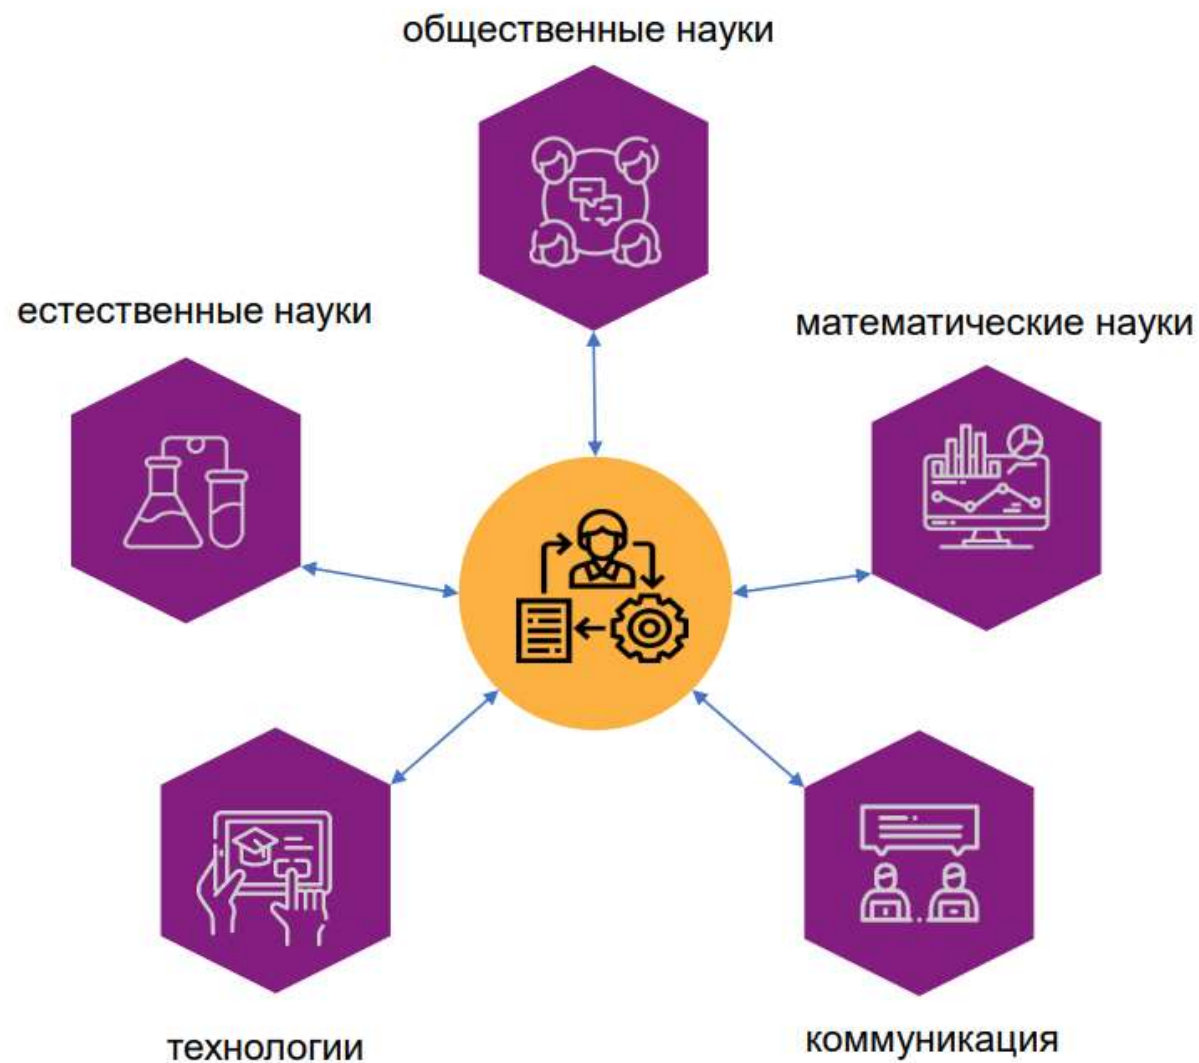 общественные науки
естественные науки
математические науки
технологии
коммуникация